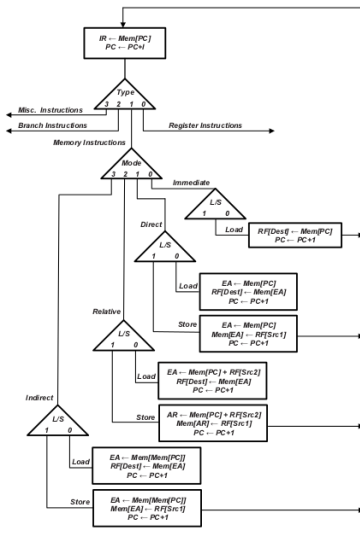 IR ← Mem[PC]
PC ← PC+1
Type
3 2 1 0
Misc. Instructions
Branch Instructions
Register Instructions
Memory Instructions
Mode
3 2 1 0
Immediate
L/S
1 0
Load
RF[Dest] ← Mem[PC]
PC ← PC+1
Direct
L/S
1 0
Load
EA ← Mem[PC]
RF[Dest] ← Mem[EA]
PC ← PC+1
Store
EA ← Mem[PC]
Mem[EA] ← RF[Src1]
PC ← PC+1
Relative
L/S
1 0
Load
EA ← Mem[PC] + RF[Src2]
RF[Dest] ← Mem[EA]
PC ← PC+1
Store
AR ← Mem[PC] + RF[Src2]
Mem[AR] ← RF[Src1]
PC ← PC+1
Indirect
L/S
1 0
Load
EA ← Mem[Mem[PC]]
RF[Dest] ← Mem[EA]
PC ← PC+1
Store
EA ← Mem[Mem[PC]]
Mem[EA] ← RF[Src1]
PC ← PC+1